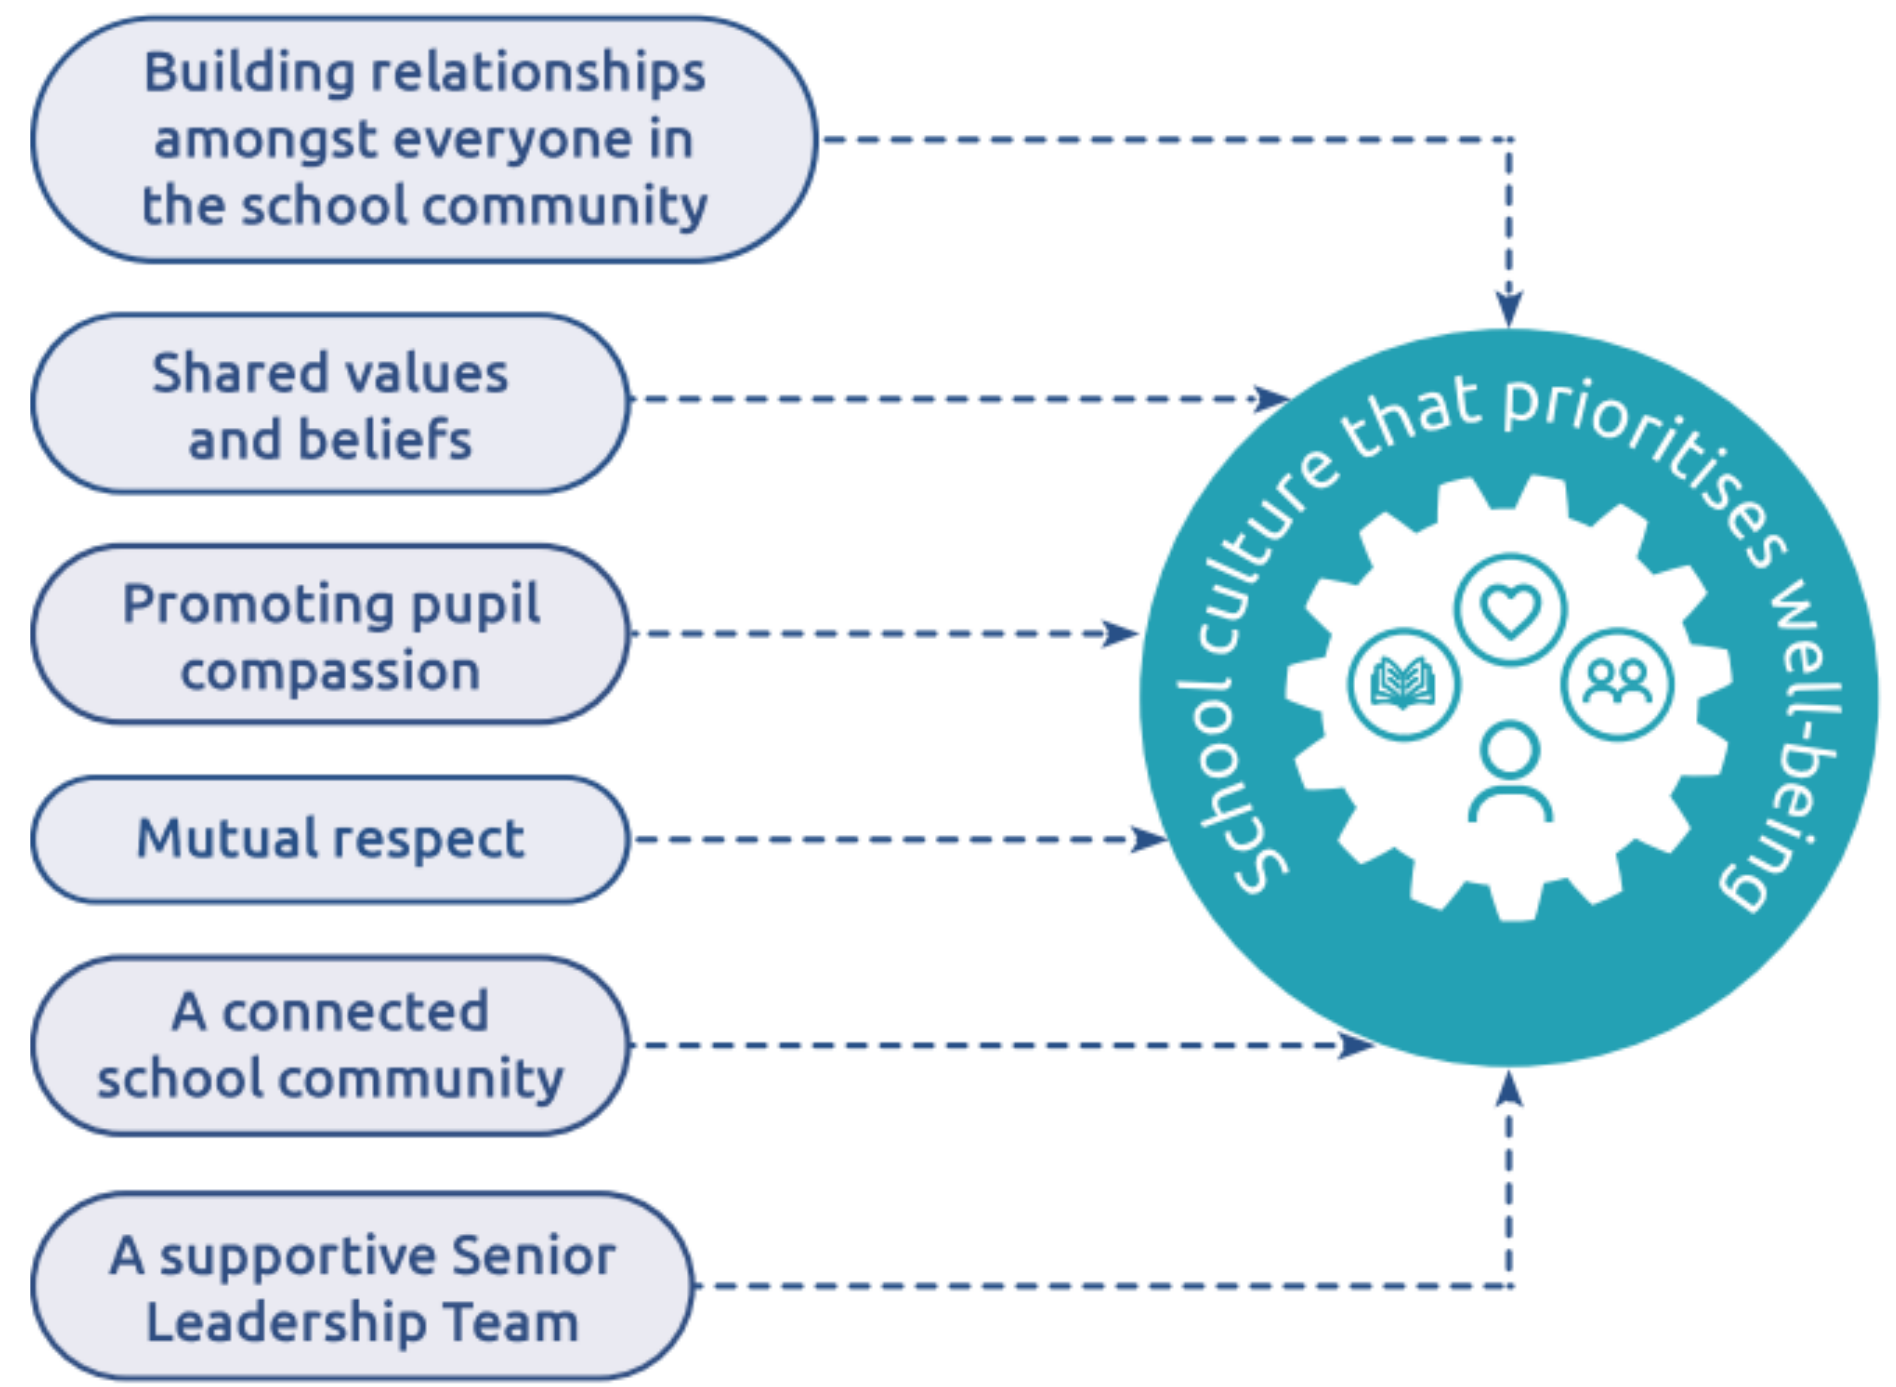 Building relationships
amongst everyone in
the school community
Shared values
and beliefs
Promoting pupil
compassion
Mutual respect
A connected
school community
A supportive Senior
Leadership Team
School culture that prioritises well-being